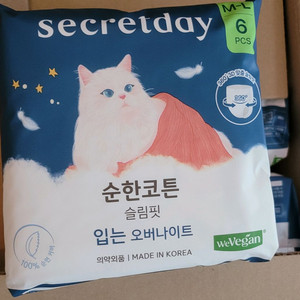 secretday
M-L
6
PCS
순한코튼
슬림핏
입는 오버나이트
의약외품 | MADE IN KOREA
WeVegan
100%